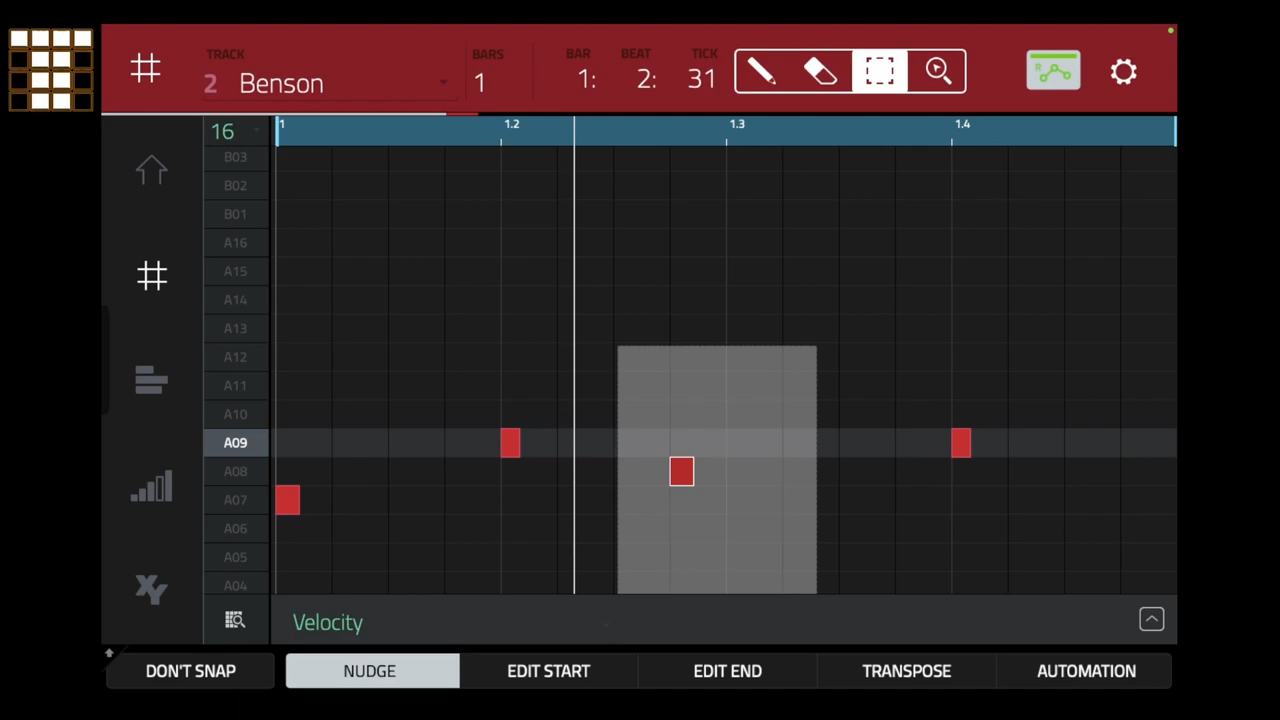 TRACK
BARS
BAR
BEAT
TICK
2 Benson
1
1:
2:
31
16
1
1.2
1.3
1.4
B03
B02
B01
A16
A15
A14
A13
A12
A11
A10
A09
A08
A07
A06
A05
A04
XY
Velocity
DON'T SNAP
NUDGE
EDIT START
EDIT END
TRANSPOSE
AUTOMATION